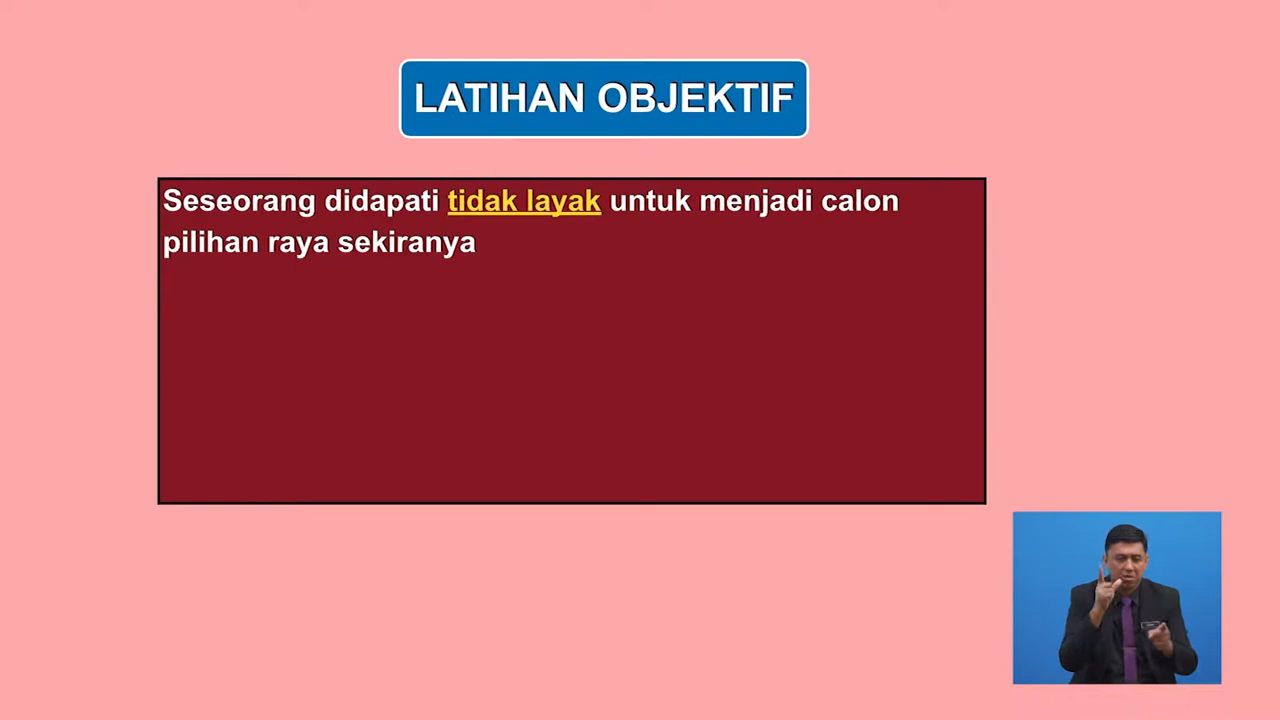 LATIHAN OBJEKTIF
Seseorang didapati tidak layak untuk menjadi calon
pilihan raya sekiranya